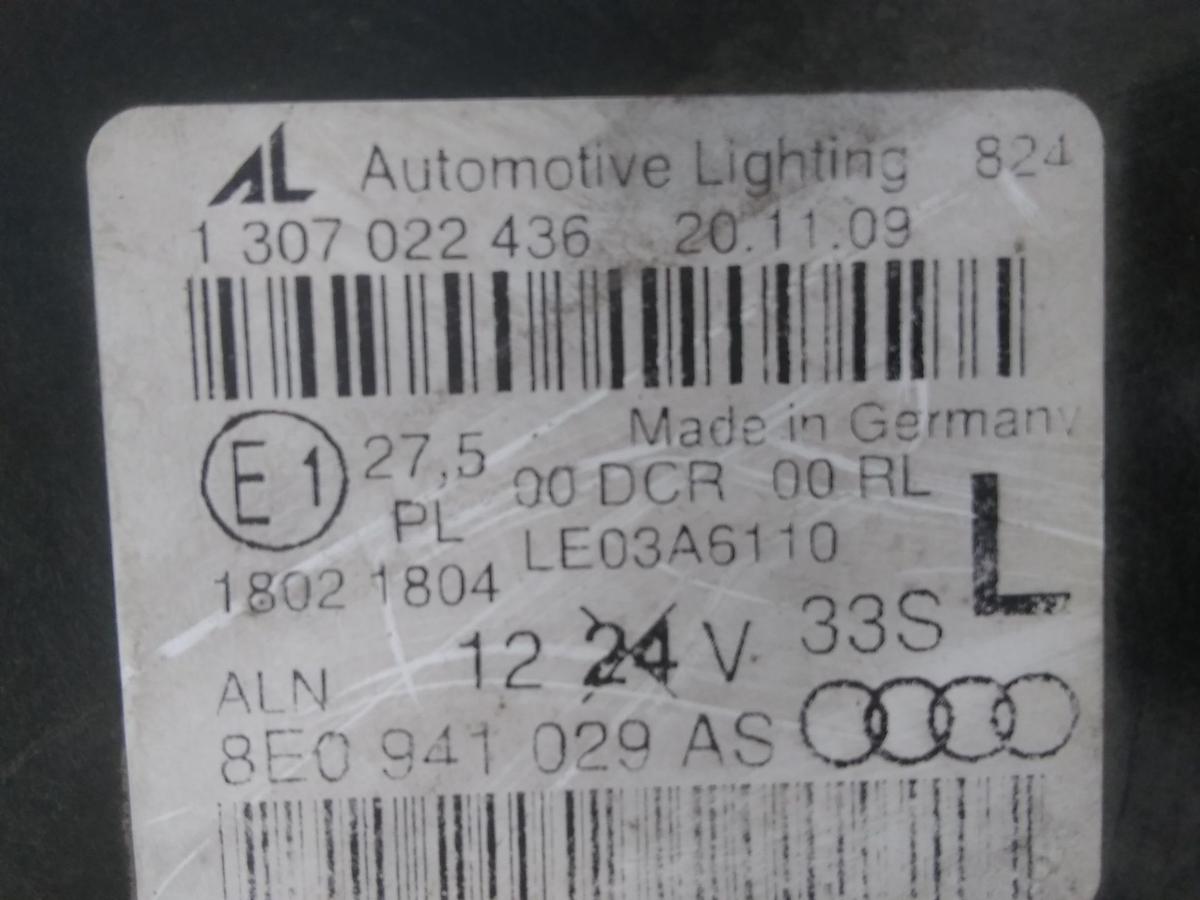 AL Automotive Lighting 824
1 307 022 436 20.11.09
Made in Germany
E1 27,5 00 DCR 00 RL
PL LE03A6110 L
1802 1804
12 24 V 33S
ALN
8E0 941 029 AS